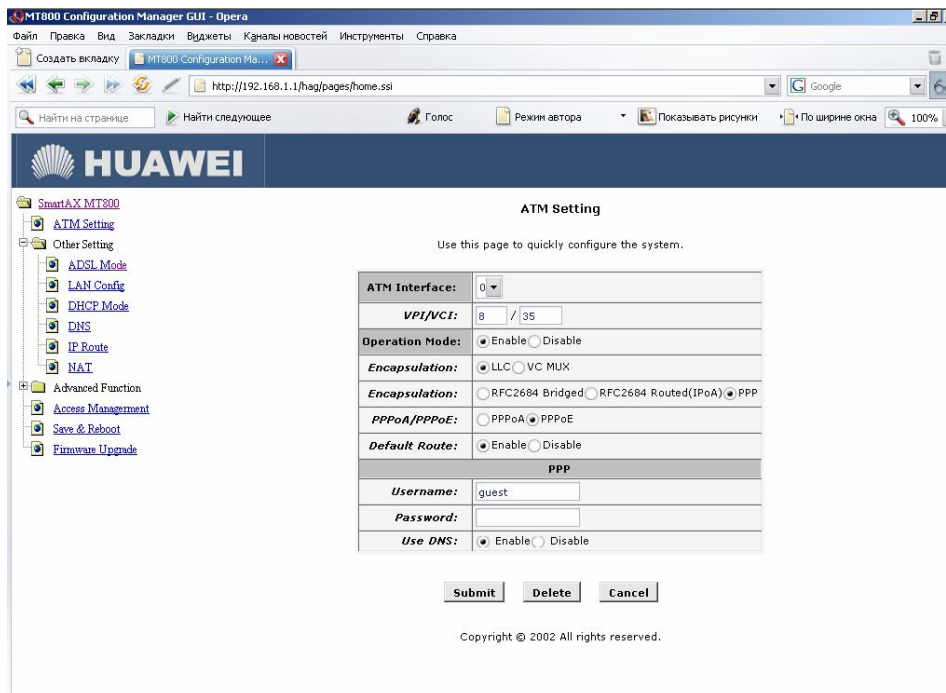 MT800 Configuration Manager GUI - Opera
Файл Правка Вид Закладки Виджеты Каналы новостей Инструменты Справка
Создать вкладку MT800 Configuration Ma...
http://192.168.1.1/hag/pages/home.ssi Google
Найти на странице Найти следующее Голос Режим автора Показывать рисунки По ширине окна 100%
HUAWEI
SmartAX MT800
ATM Setting
Other Setting
ADSL Mode
LAN Config
DHCP Mode
DNS
IP Route
NAT
Advanced Function
Access Managerment
Save & Reboot
Firmware Upgrade
ATM Setting
Use this page to quickly configure the system.
ATM Interface: 0
VPI/VCI: 8 / 35
Operation Mode: Enable Disable
Encapsulation: LLC VC MUX
Encapsulation: RFC2684 Bridged RFC2684 Routed(IPoA) PPP
PPPoA/PPPoE: PPPoA PPPoE
Default Route: Enable Disable
PPP
Username: guest
Password:
Use DNS: Enable Disable
Submit Delete Cancel
Copyright © 2002 All rights reserved.